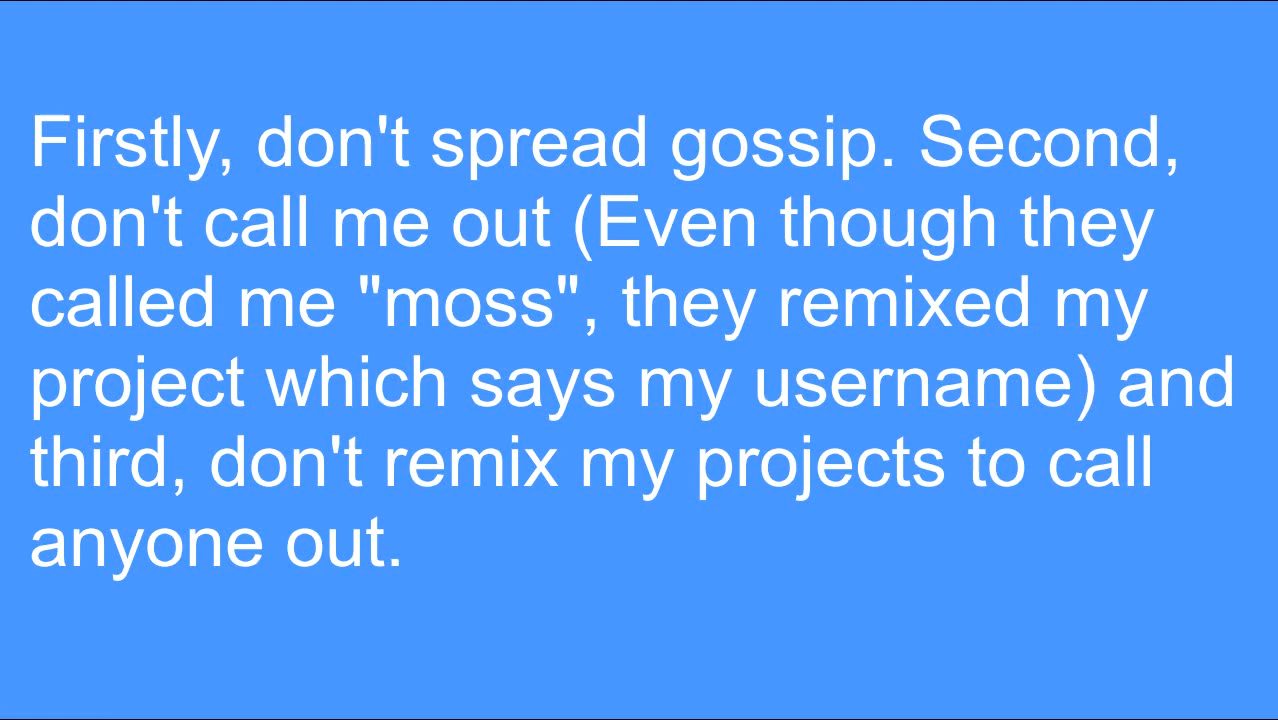 Firstly, don't spread gossip. Second,
don't call me out (Even though they
called me "moss", they remixed my
project which says my username) and
third, don't remix my projects to call
anyone out.